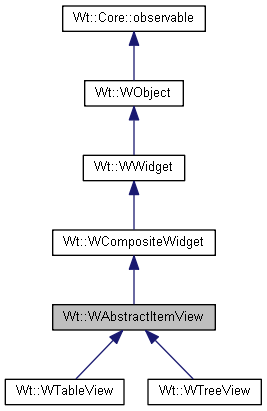 Wt::Core::observable
Wt::WObject
Wt::WWidget
Wt::WCompositeWidget
Wt::WAbstractItemView
Wt::WTableView
Wt::WTreeView